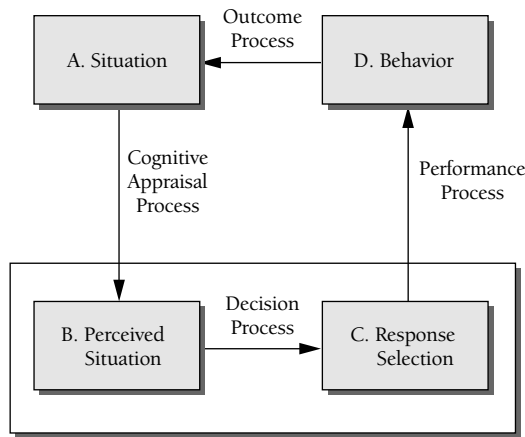 Outcome
Process
A. Situation
D. Behavior
Cognitive
Appraisal
Process
Performance
Process
Decision
Process
B. Perceived
Situation
C. Response
Selection